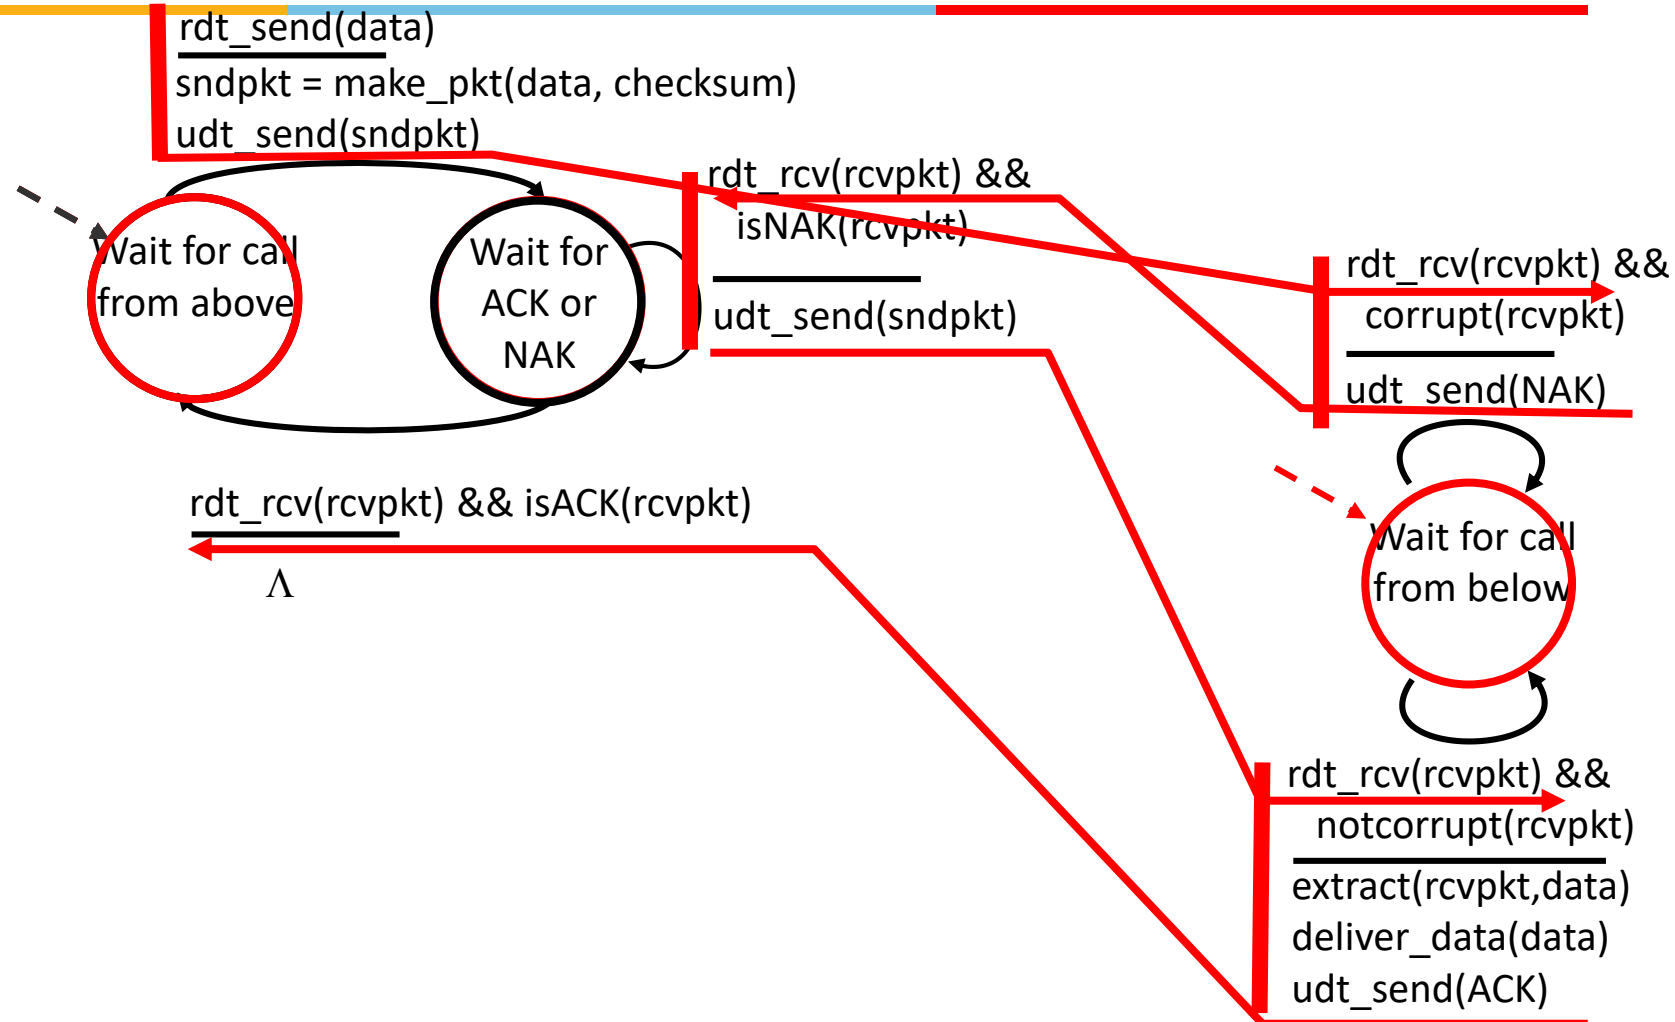 rdt_send(data)
sndpkt = make_pkt(data, checksum)
udt_send(sndpkt)
rdt_rcv(rcvpkt) &&
isNAK(rcvpkt)
udt_send(sndpkt)
Wait for call
from above
Wait for
ACK or
NAK
rdt_rcv(rcvpkt) && isACK(rcvpkt)
Λ
rdt_rcv(rcvpkt) &&
corrupt(rcvpkt)
udt_send(NAK)
Wait for call
from below
rdt_rcv(rcvpkt) &&
notcorrupt(rcvpkt)
extract(rcvpkt,data)
deliver_data(data)
udt_send(ACK)